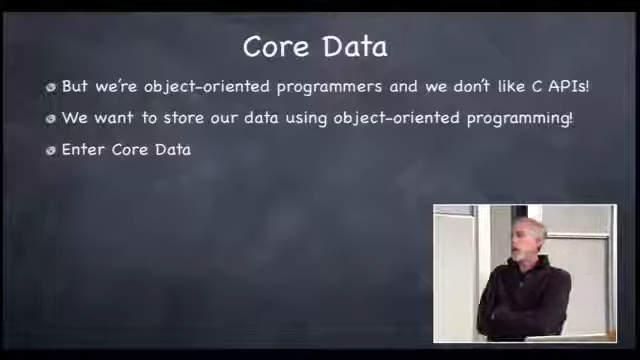 Core Data
But we're object-oriented programmers and we don't like C APIs!
We want to store our data using object-oriented programming!
Enter Core Data